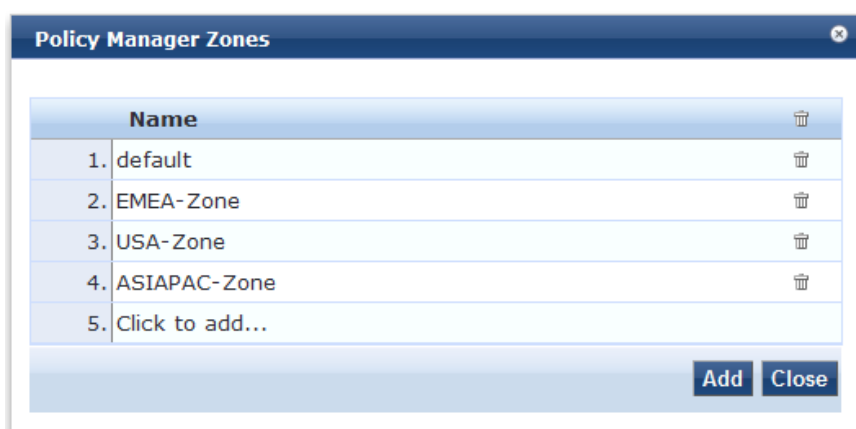 Policy Manager Zones
Name
1. default
2. EMEA-Zone
3. USA-Zone
4. ASIAPAC-Zone
5. Click to add...
Add Close